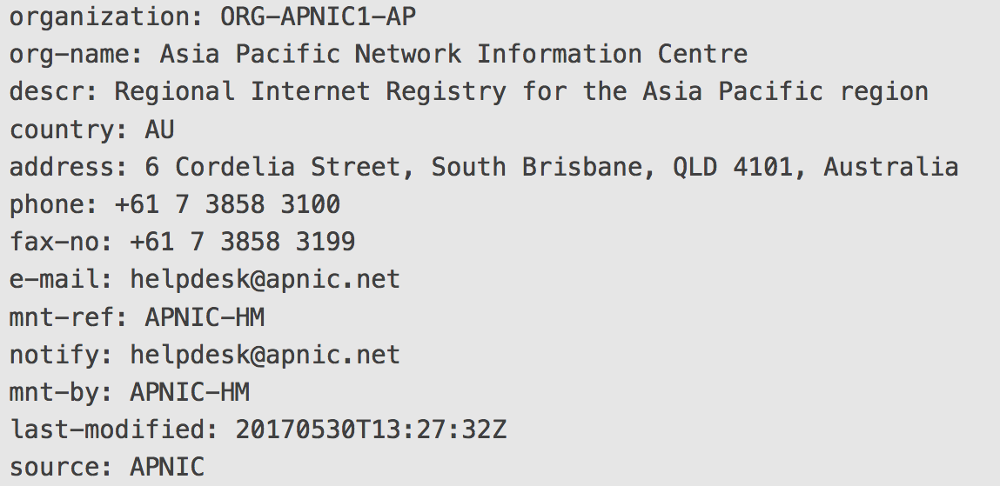 organization: ORG-APNIC1-AP
org-name: Asia Pacific Network Information Centre
descr: Regional Internet Registry for the Asia Pacific region
country: AU
address: 6 Cordelia Street, South Brisbane, QLD 4101, Australia
phone: +61 7 3858 3100
fax-no: +61 7 3858 3199
e-mail: helpdesk@apnic.net
mnt-ref: APNIC-HM
notify: helpdesk@apnic.net
mnt-by: APNIC-HM
last-modified: 20170530T13:27:32Z
source: APNIC